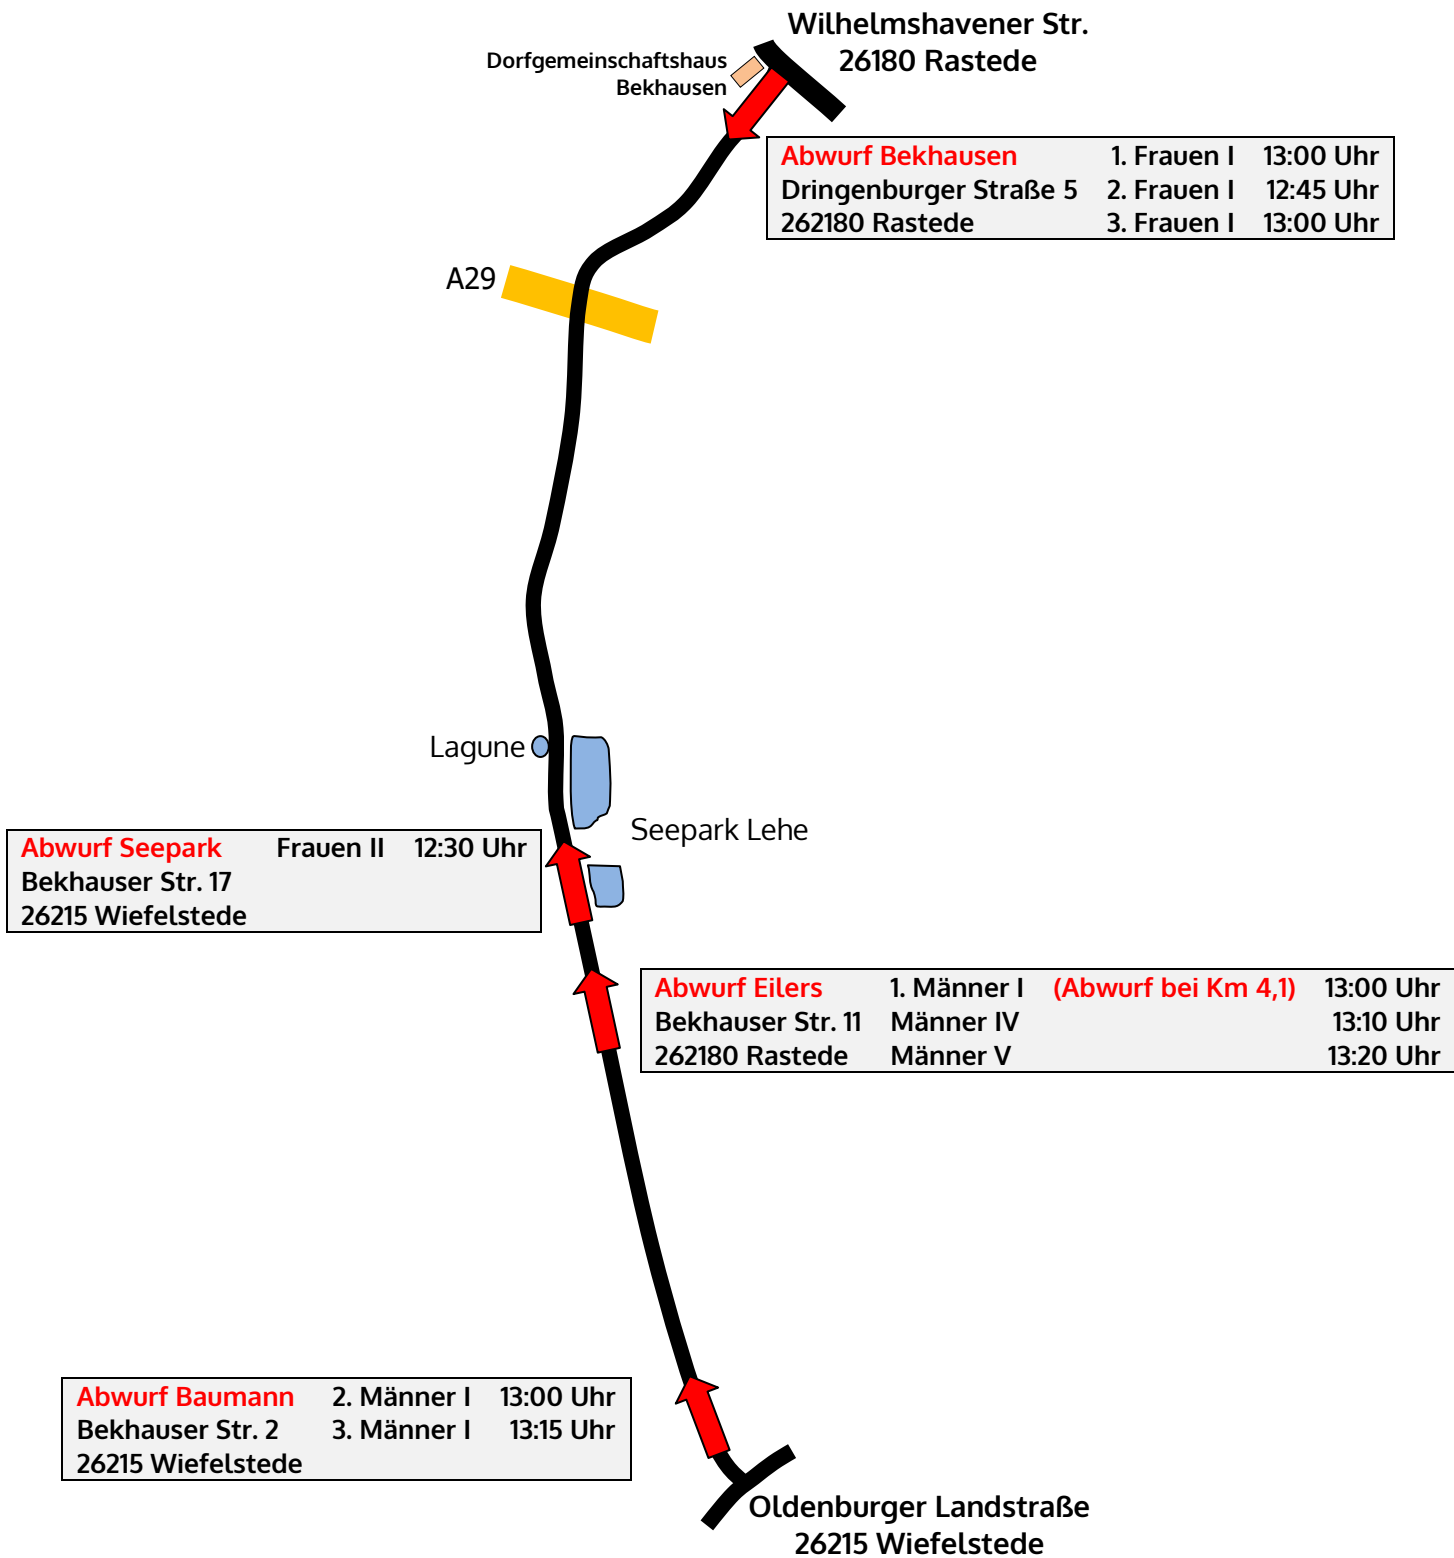 Wilhelmshavener Str.
26180 Rastede
Dorfgemeinschaftshaus
Bekhausen
Abwurf Bekhausen 1. Frauen I 13:00 Uhr
Dringenburger Straße 5 2. Frauen I 12:45 Uhr
262180 Rastede 3. Frauen I 13:00 Uhr
A29
Lagune
Seepark Lehe
Abwurf Seepark Frauen II 12:30 Uhr
Bekhauser Str. 17
26215 Wiefelstede
Abwurf Eilers 1. Männer I (Abwurf bei Km 4,1) 13:00 Uhr
Bekhauser Str. 11 Männer IV 13:10 Uhr
262180 Rastede Männer V 13:20 Uhr
Abwurf Baumann 2. Männer I 13:00 Uhr
Bekhauser Str. 2 3. Männer I 13:15 Uhr
26215 Wiefelstede
Oldenburger Landstraße
26215 Wiefelstede